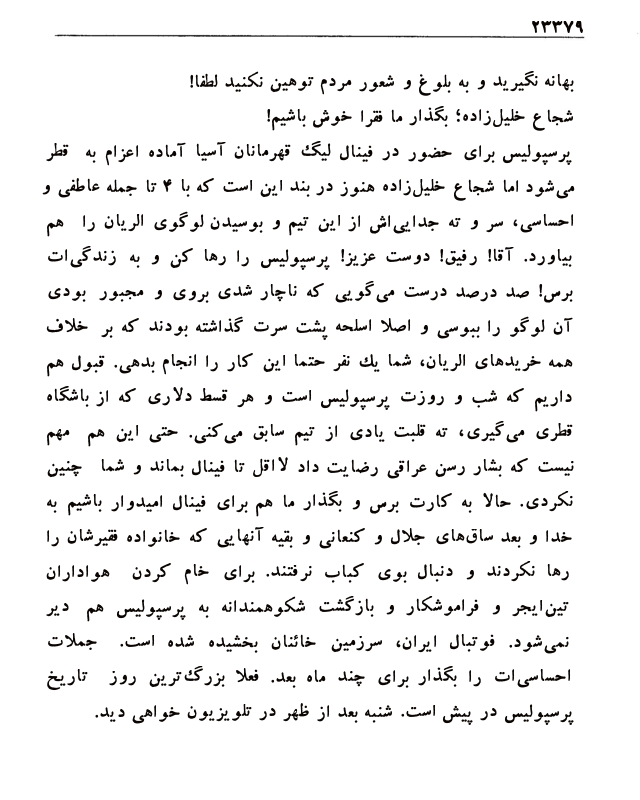 ۲۳۳۷۹
بهانه نگیرید و به بلوغ و شعور مردم توهین نکنید لطفا!
شجاع خلیل‌زاده؛ بگذار ما فقرا خوش باشیم!
پرسپولیس برای حضور در فینال لیگ قهرمانان آسیا آماده اعزام به قطر
می‌شود اما شجاع خلیل‌زاده هنوز در بند این است که با ۴ تا جمله عاطفی و
احساسی، سر و ته جدایی‌اش از این تیم و بوسیدن لوگوی الریان را هم
بیاورد. آقا! رفیق! دوست عزیز! پرسپولیس را رها کن و به زندگی‌ات
برس! صد درصد درست می‌گویی که ناچار شدی بروی و مجبور بودی
آن لوگو را ببوسی و اصلا اسلحه پشت سرت گذاشته بودند که بر خلاف
همه خریدهای الریان، شما یك نفر حتما این کار را انجام بدهی. قبول هم
داریم که شب و روزت پرسپولیس است و هر قسط دلاری که از باشگاه
قطری می‌گیری، ته قلبت یادی از تیم سابق می‌کنی. حتی این هم مهم
نیست که بشار رسن عراقی رضایت داد لااقل تا فینال بماند و شما چنین
نکردی. حالا به کارت برس و بگذار ما هم برای فینال امیدوار باشیم به
خدا و بعد ساق‌های جلال و کنعانی و بقیه آنهایی که خانواده فقیرشان را
رها نکردند و دنبال بوی کباب نرفتند. برای خام کردن هواداران
تین‌ایجر و فراموشکار و بازگشت شکوهمندانه به پرسپولیس هم دیر
نمی‌شود. فوتبال ایران، سرزمین خائنان بخشیده شده است. جملات
احساسی‌ات را بگذار برای چند ماه بعد. فعلا بزرگ‌ترین روز تاریخ
پرسپولیس در پیش است. شنبه بعد از ظهر در تلویزیون خواهی دید.